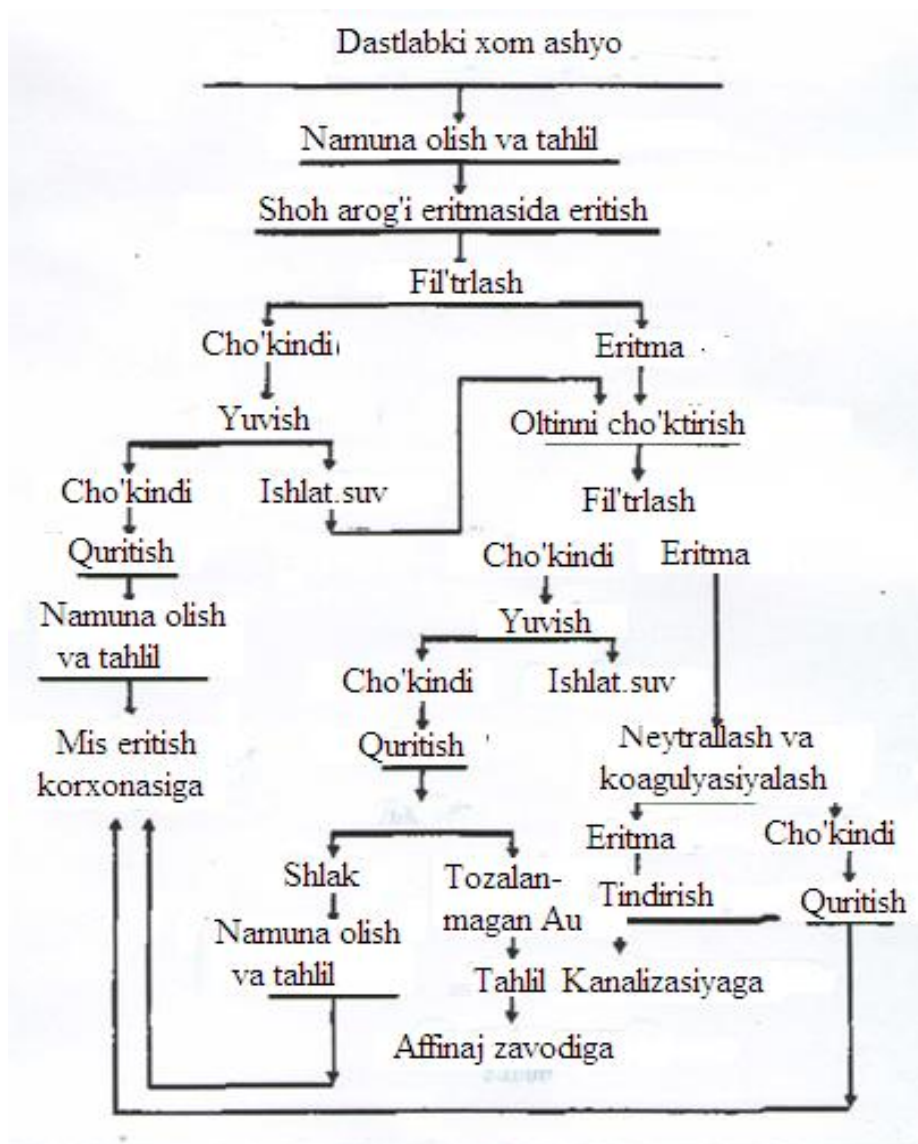 Dastlabki xom ashyo
Namuna olish va tahlil
Shoh arog'i eritmasida eritish
Fil'trlash
Cho'kindi
Eritma
Yuvish
Oltinni cho'ktirish
Cho'kindi
Ishlat.suv
Fil'trlash
Quritish
Cho'kindi
Eritma
Namuna olish
va tahlil
Yuvish
Cho'kindi
Ishlat.suv
Mis eritish
korxonasiga
Quritish
Neytrallash va
koagulyasiyalash
Eritma
Cho'kindi
Shlak
Tozalan-
magan Au
Tindirish
Quritish
Namuna olish
va tahlil
Tahlil
Kanalizasiyaga
Affinaj zavodiga